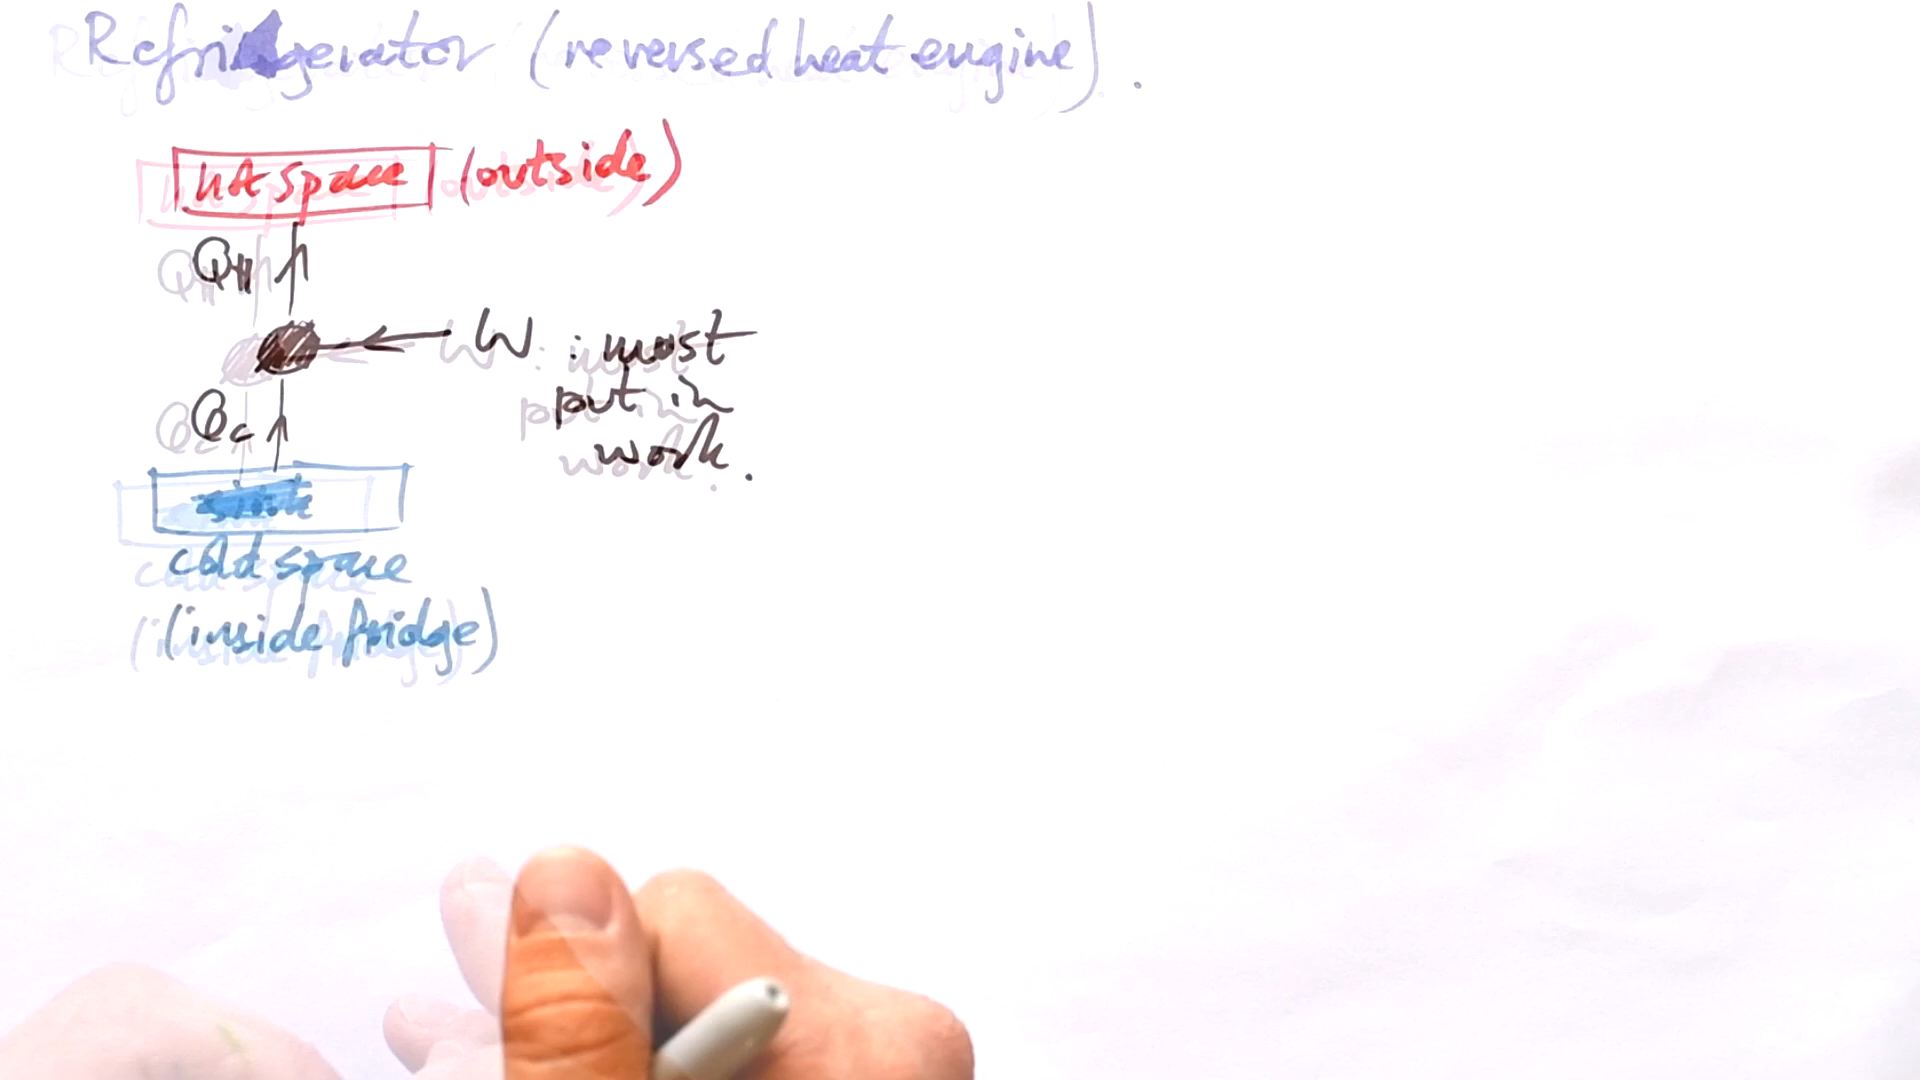 Refrigerator (reversed heat engine).
hot space (outside)
QH
W : must
put in
work.
Qc
cold space
(inside fridge)